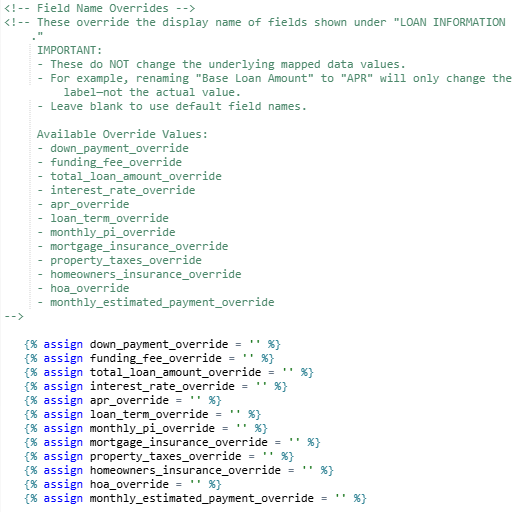 <!-- Field Name Overrides -->
<!-- These override the display name of fields shown under "LOAN INFORMATION
."
IMPORTANT:
- These do NOT change the underlying mapped data values.
- For example, renaming "Base Loan Amount" to "APR" will only change the
label—not the actual value.
- Leave blank to use default field names.
Available Override Values:
- down_payment_override
- funding_fee_override
- total_loan_amount_override
- interest_rate_override
- apr_override
- loan_term_override
- monthly_pi_override
- mortgage_insurance_override
- property_taxes_override
- homeowners_insurance_override
- hoa_override
- monthly_estimated_payment_override
-->
{% assign down_payment_override = '' %}
{% assign funding_fee_override = '' %}
{% assign total_loan_amount_override = '' %}
{% assign interest_rate_override = '' %}
{% assign apr_override = '' %}
{% assign loan_term_override = '' %}
{% assign monthly_pi_override = '' %}
{% assign mortgage_insurance_override = '' %}
{% assign property_taxes_override = '' %}
{% assign homeowners_insurance_override = '' %}
{% assign hoa_override = '' %}
{% assign monthly_estimated_payment_override = '' %}